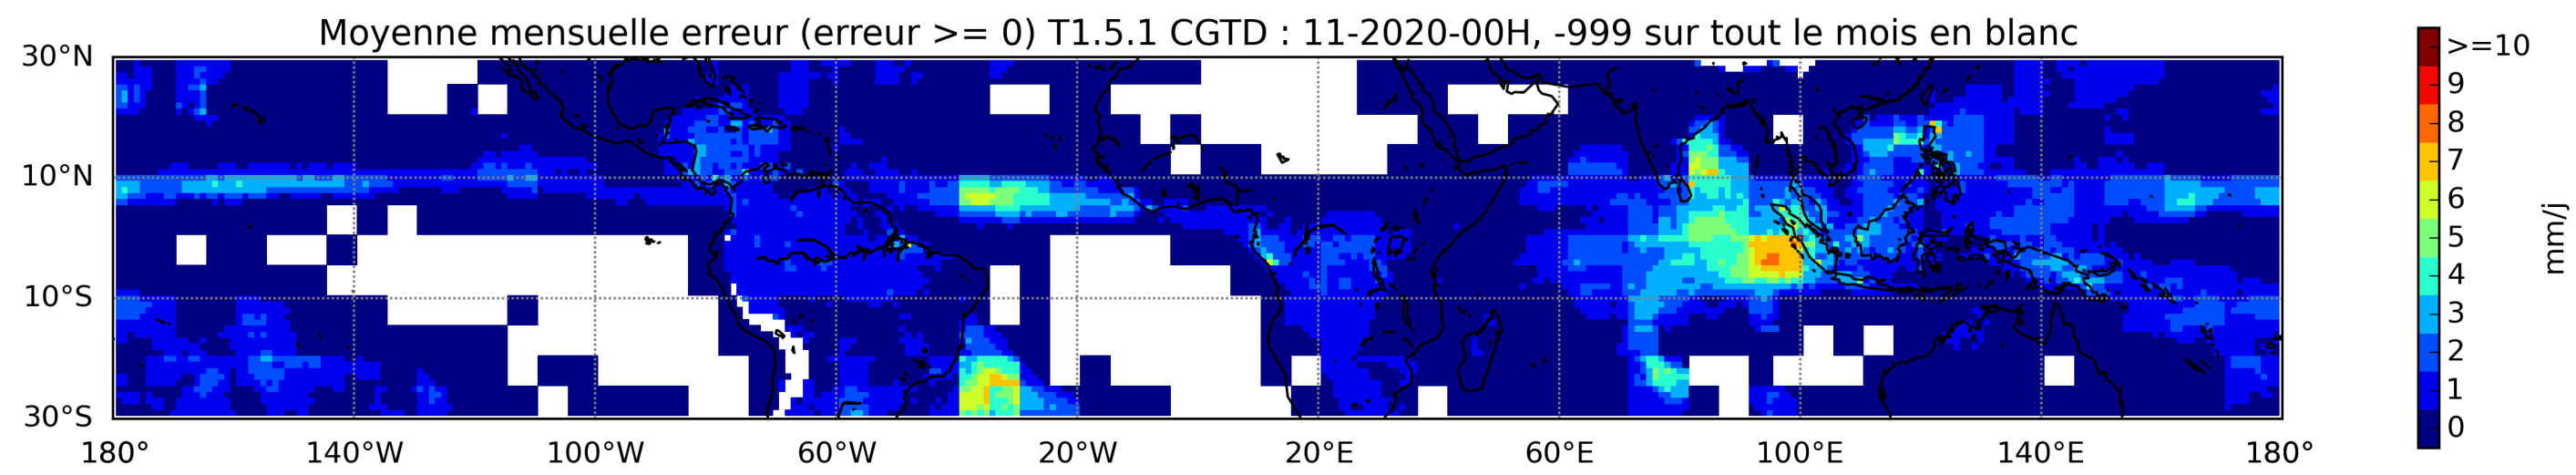 Moyenne mensuelle erreur (erreur >= 0) T1.5.1 CGTD : 11-2020-00H, -999 sur tout le mois en blanc
30°N
10°N
10°S
30°S
180° 140°W 100°W 60°W 20°W 20°E 60°E 100°E 140°E 180°
>=10
9
8
7
6
5
4
3
2
1
0
mm/j